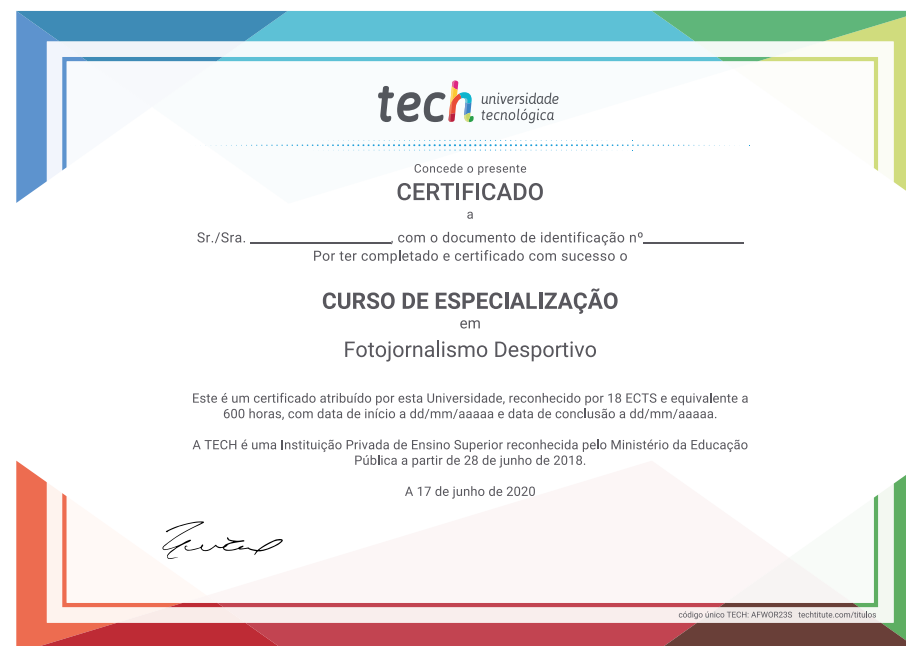 tech universidade
tecnológica
Concede o presente
CERTIFICADO
a
Sr./Sra. ________________, com o documento de identificação nº____________
Por ter completado e certificado com sucesso o
CURSO DE ESPECIALIZAÇÃO
em
Fotojornalismo Desportivo
Este é um certificado atribuído por esta Universidade, reconhecido por 18 ECTS e equivalente a
600 horas, com data de início a dd/mm/aaaaa e data de conclusão a dd/mm/aaaaa.
A TECH é uma Instituição Privada de Ensino Superior reconhecida pelo Ministério da Educação
Pública a partir de 28 de junho de 2018.
A 17 de junho de 2020
código único TECH: AFWOR23S techtitute.com/titulos